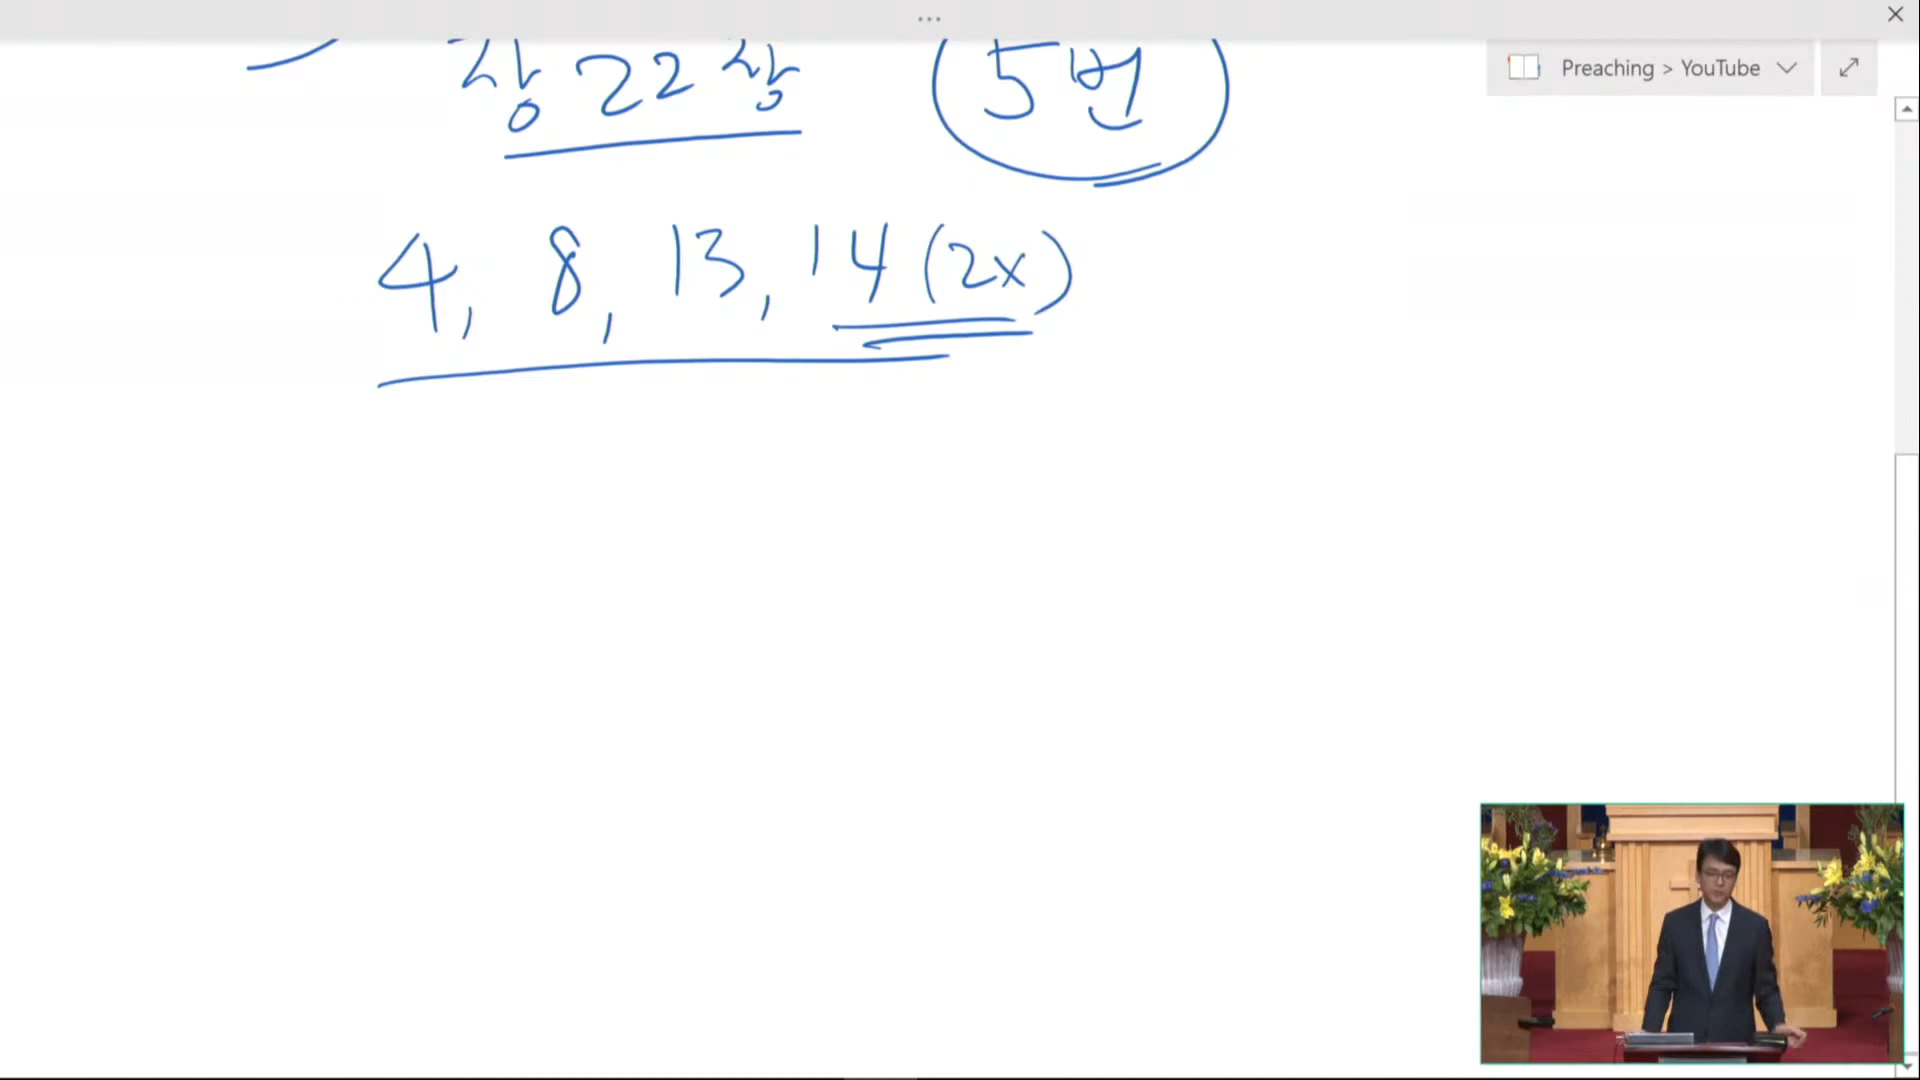 Preaching > YouTube
창 22장 5번
4, 8, 13, 14 (2x)